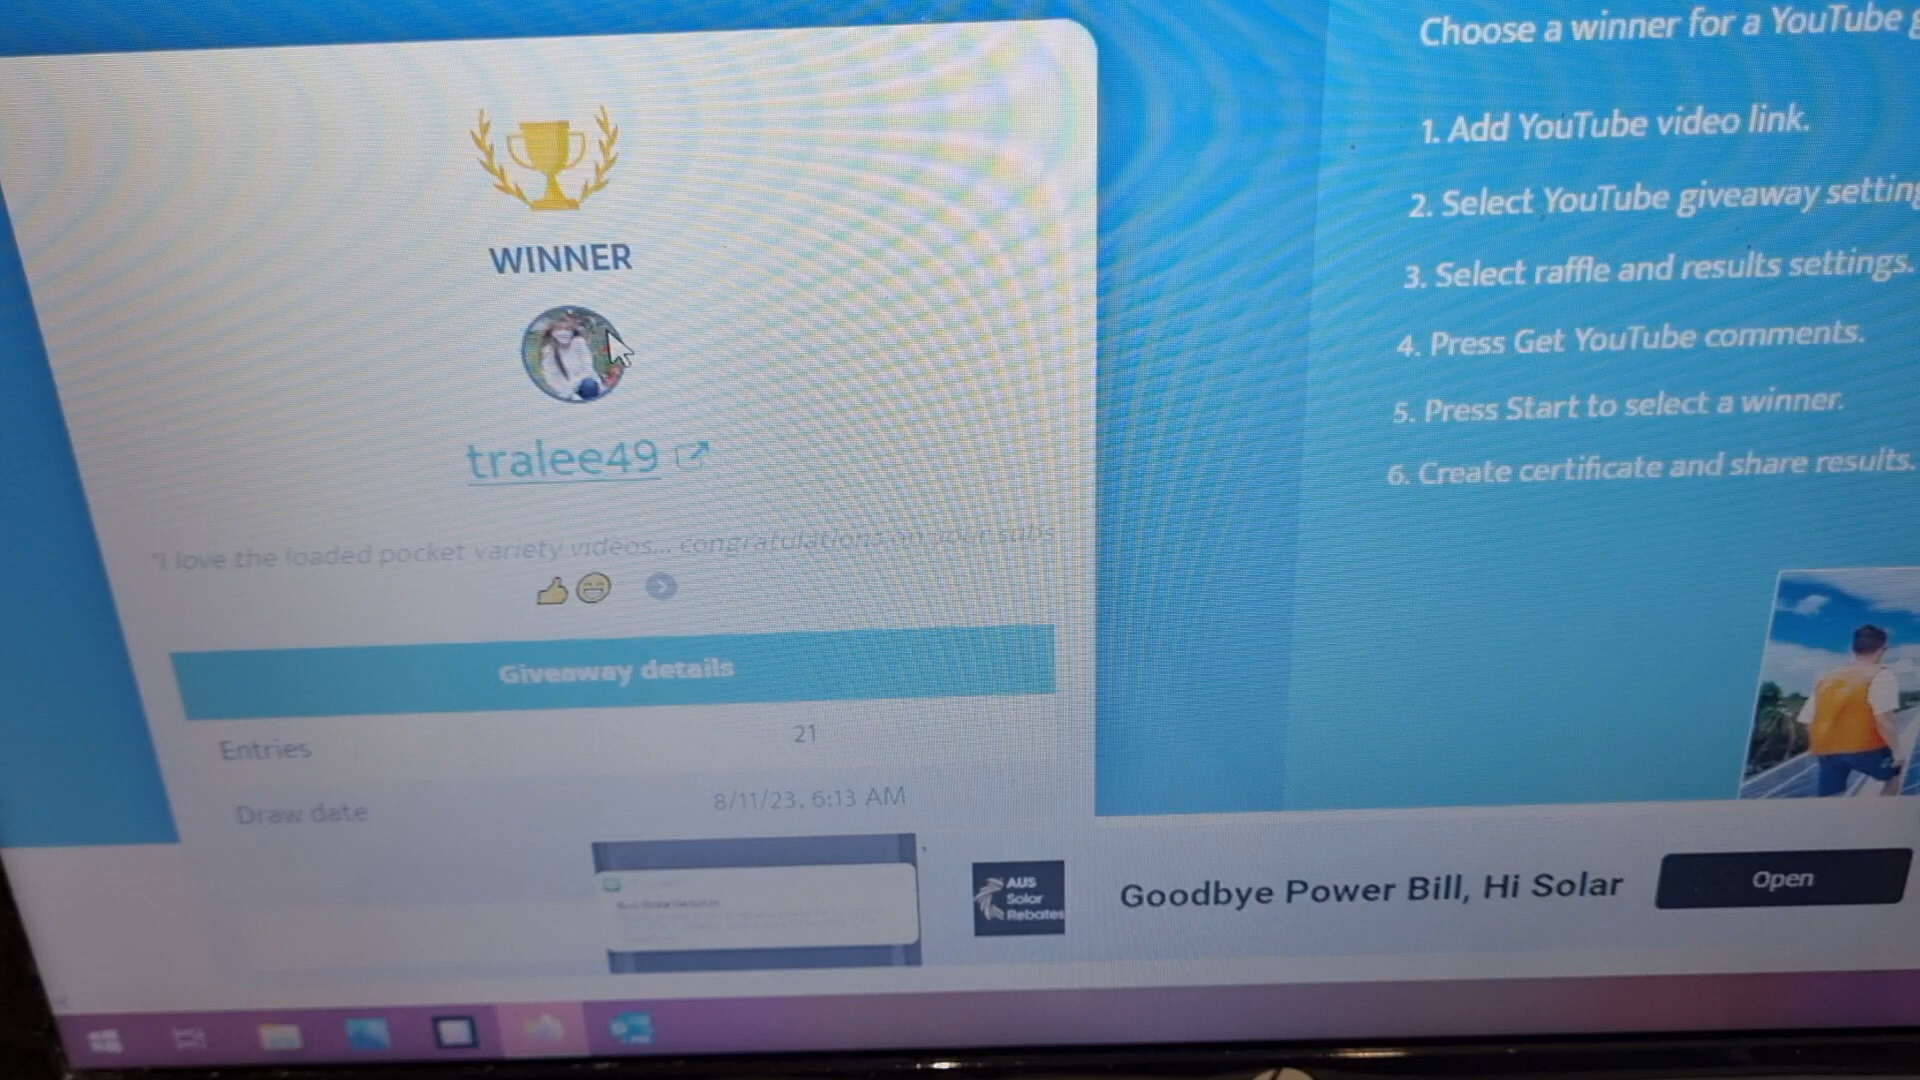 WINNER
tralee49
"I love the loaded pocket variety videos... congratulations on your subs
Giveaway details
Entries 21
Draw date 8/11/23, 6:13 AM
Choose a winner for a YouTube
1. Add YouTube video link.
2. Select YouTube giveaway setting
3. Select raffle and results settings.
4. Press Get YouTube comments.
5. Press Start to select a winner.
6. Create certificate and share results.
AUS
Solar
Rebates
Goodbye Power Bill, Hi Solar
Open